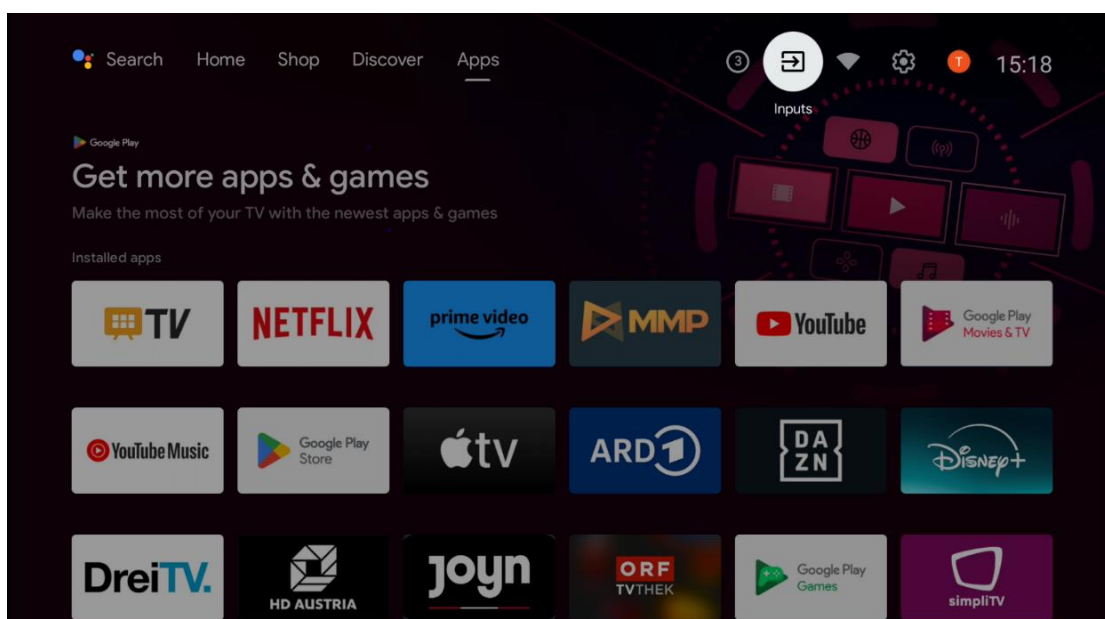 Search Home Shop Discover Apps 3 T 15:18
Inputs
Google Play
Get more apps & games
Make the most of your TV with the newest apps & games
Installed apps
TV NETFLIX prime video MMP YouTube Google Play Movies & TV
YouTube Music Google Play Store tv ARD 1 DAZN Disney+
DreiTV. HD AUSTRIA joyn ORF TVTHEK Google Play Games simpliTV